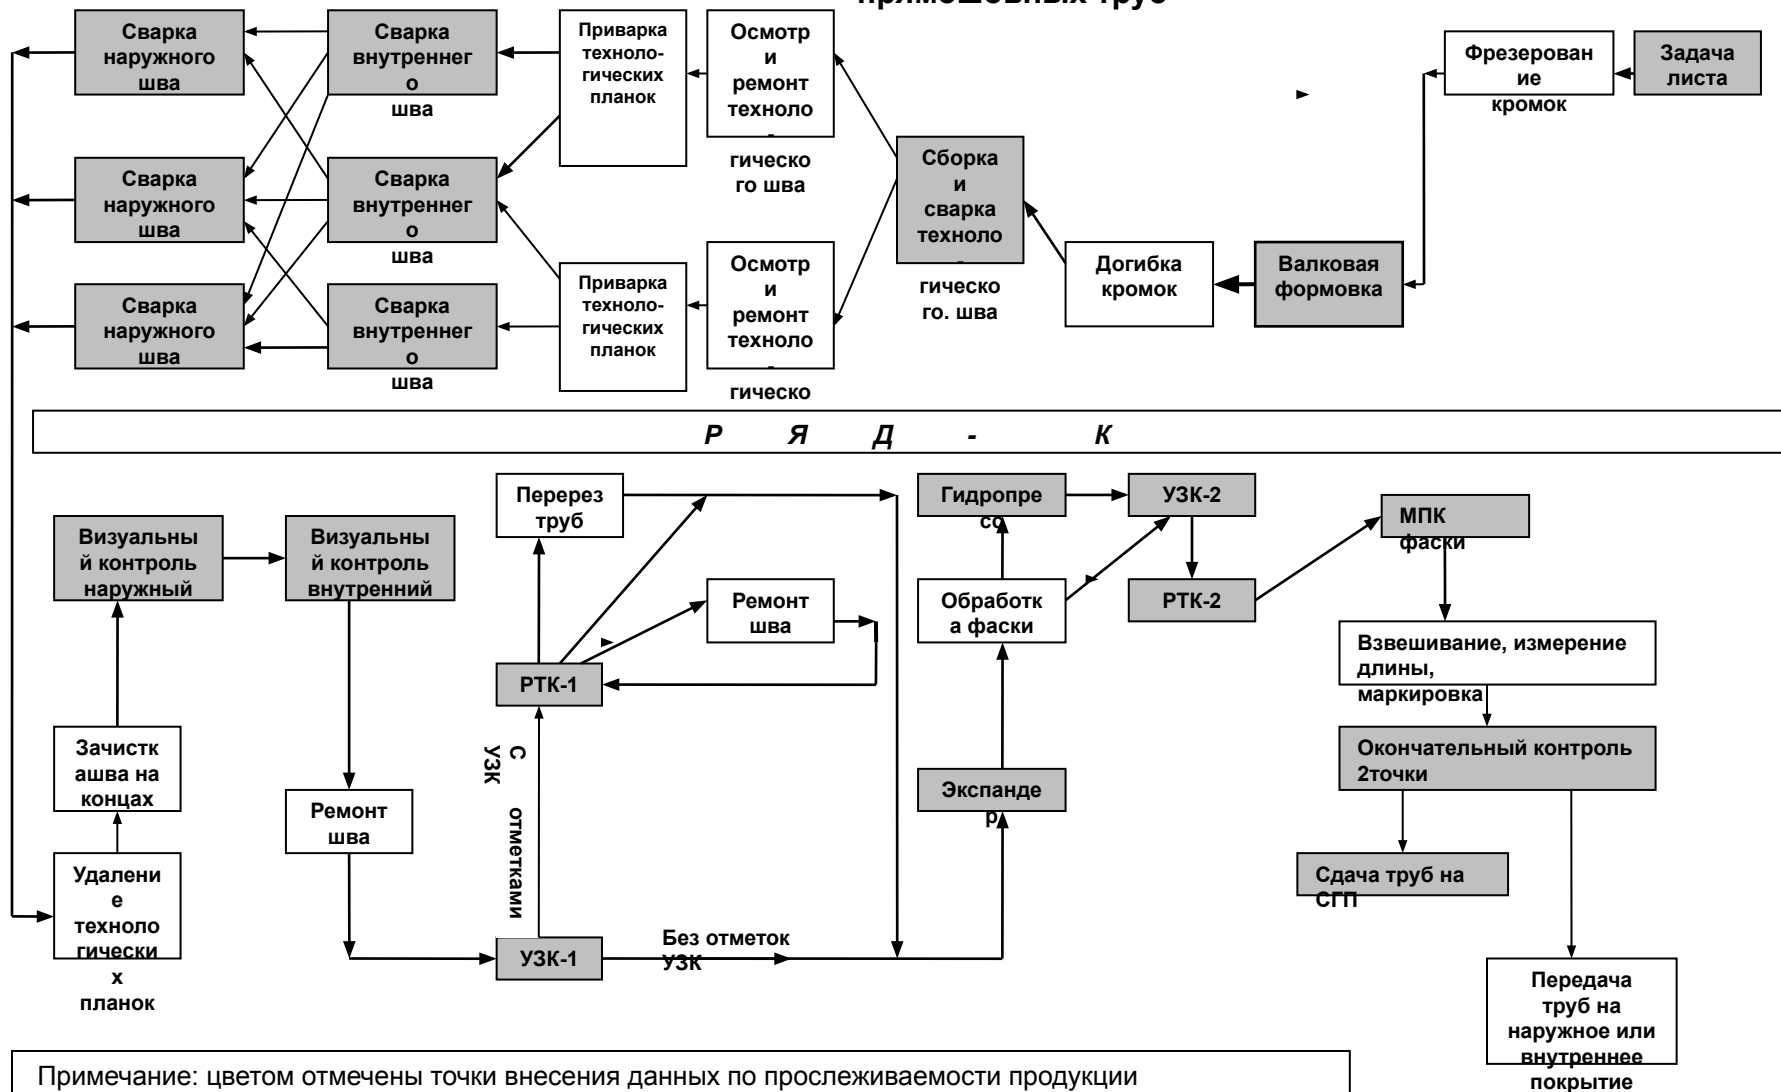 прямошовных труб
Сварка
наружного
шва
Сварка
внутреннег
о
шва
Приварка
техноло-
гических
планок
Осмотр
и
ремонт
техноло
-
гическо
го шва
Фрезерован
ие
кромок
Задача
листа
Сварка
наружного
шва
Сварка
внутреннег
о
шва
Сборка
и
сварка
техноло
-
гическо
го. шва
Сварка
наружного
шва
Сварка
внутреннег
о
шва
Приварка
техноло-
гических
планок
Осмотр
и
ремонт
техноло
-
гическо
Догибка
кромок
Валковая
формовка
Р Я Д - К
Визуальны
й контроль
наружный
Визуальны
й контроль
внутренний
Перерез
труб
Ремонт
шва
РТК-1
Гидропре
сс
УЗК-2
МПК
фаски
Обработк
а фаски
РТК-2
Взвешивание, измерение
длины,
маркировка
Зачистк
ашва на
концах
Ремонт
шва
С отметками
УЗК
Экспанде
р
Окончательный контроль
2точки
Удалени
е
техноло
гически
х
планок
УЗК-1
Без отметок
УЗК
Сдача труб на
СГП
Передача
труб на
наружное или
внутреннее
покрытие
Примечание: цветом отмечены точки внесения данных по прослеживаемости продукции